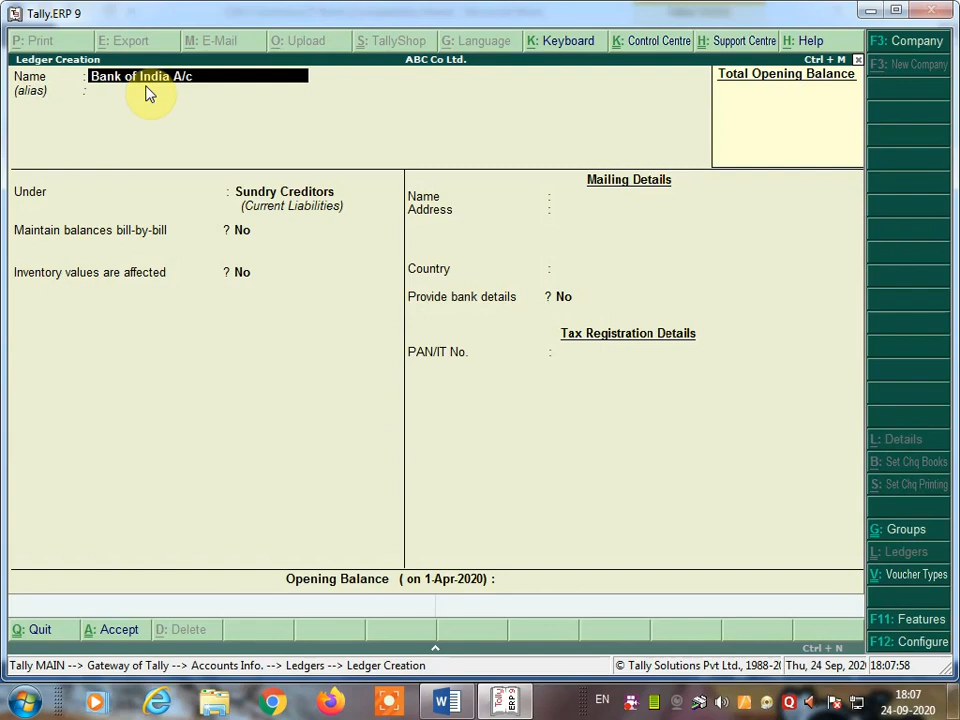 Tally.ERP 9
P: Print
E: Export
M: E-Mail
O: Upload
S: TallyShop
G: Language
K: Keyboard
K: Control Centre
H: Support Centre
H: Help
F3: Company
Ledger Creation
ABC Co Ltd.
Ctrl + M
F3: New Company
Name : Bank of India A/c
(alias) :
Total Opening Balance
Under : Sundry Creditors
(Current Liabilities)
Maintain balances bill-by-bill ? No
Inventory values are affected ? No
Mailing Details
Name :
Address :
Country :
Provide bank details ? No
Tax Registration Details
PAN/IT No. :
L: Details
B: Set Chq Books
S: Set Chq Printing
G: Groups
L: Ledgers
V: Voucher Types
F11: Features
F12: Configure
Opening Balance ( on 1-Apr-2020) :
Q: Quit
A: Accept
D: Delete
Ctrl + N
Tally MAIN --> Gateway of Tally --> Accounts Info. --> Ledgers --> Ledger Creation
© Tally Solutions Pvt Ltd., 1988-20
Thu, 24 Sep, 202
18:07:58
EN
18:07
24-09-2020